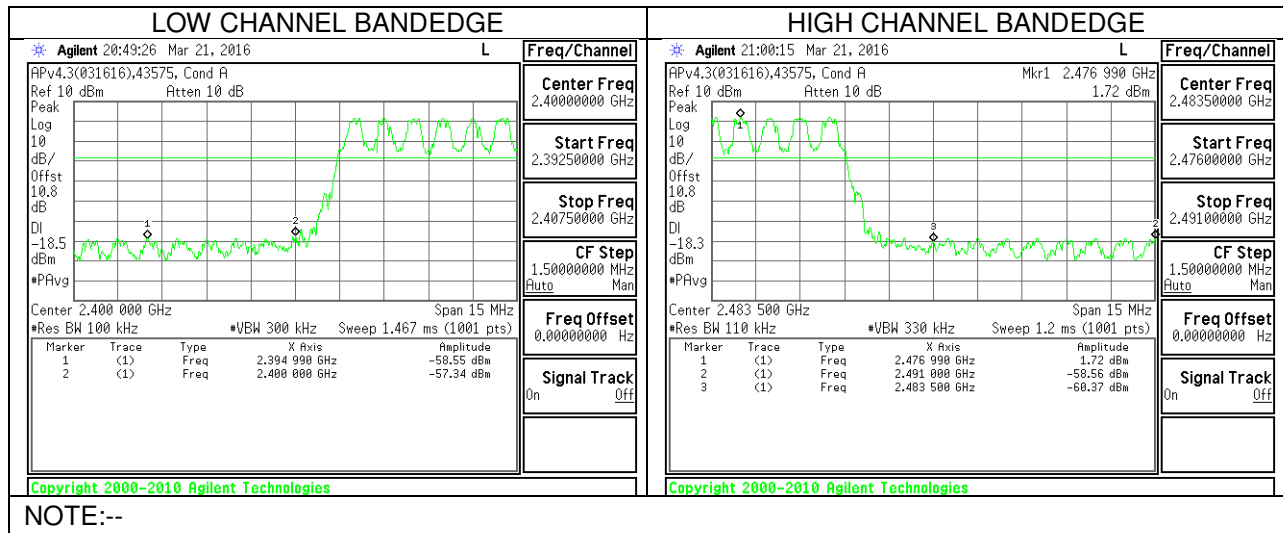 LOW CHANNEL BANDEDGE
Agilent 20:49:26 Mar 21, 2016 L
APv4.3(031616),43575, Cond A
Ref 10 dBm Atten 10 dB
Peak
Log
10
dB/
Offst
10.8
dB
DI
-18.5
dBm
#PAvg
1
2
Center 2.400 000 GHz Span 15 MHz
#Res BW 100 kHz #VBW 300 kHz Sweep 1.467 ms (1001 pts)
Marker Trace Type X Axis Amplitude
1 (1) Freq 2.394 990 GHz -58.55 dBm
2 (1) Freq 2.400 000 GHz -57.34 dBm
Freq/Channel
Center Freq
2.40000000 GHz
Start Freq
2.39250000 GHz
Stop Freq
2.40750000 GHz
CF Step
1.50000000 MHz
Auto Man
Freq Offset
0.00000000 Hz
Signal Track
On Off
Copyright 2000-2010 Agilent Technologies
HIGH CHANNEL BANDEDGE
Agilent 21:00:15 Mar 21, 2016 L
APv4.3(031616),43575, Cond A Mkr1 2.476 990 GHz
Ref 10 dBm Atten 10 dB 1.72 dBm
Peak
Log
10
dB/
Offst
10.8
dB
DI
-18.3
dBm
#PAvg
1
3
2
Center 2.483 500 GHz Span 15 MHz
#Res BW 110 kHz #VBW 330 kHz Sweep 1.2 ms (1001 pts)
Marker Trace Type X Axis Amplitude
1 (1) Freq 2.476 990 GHz 1.72 dBm
2 (1) Freq 2.491 000 GHz -58.56 dBm
3 (1) Freq 2.483 500 GHz -60.37 dBm
Freq/Channel
Center Freq
2.48350000 GHz
Start Freq
2.47600000 GHz
Stop Freq
2.49100000 GHz
CF Step
1.50000000 MHz
Auto Man
Freq Offset
0.00000000 Hz
Signal Track
On Off
Copyright 2000-2010 Agilent Technologies
NOTE:--